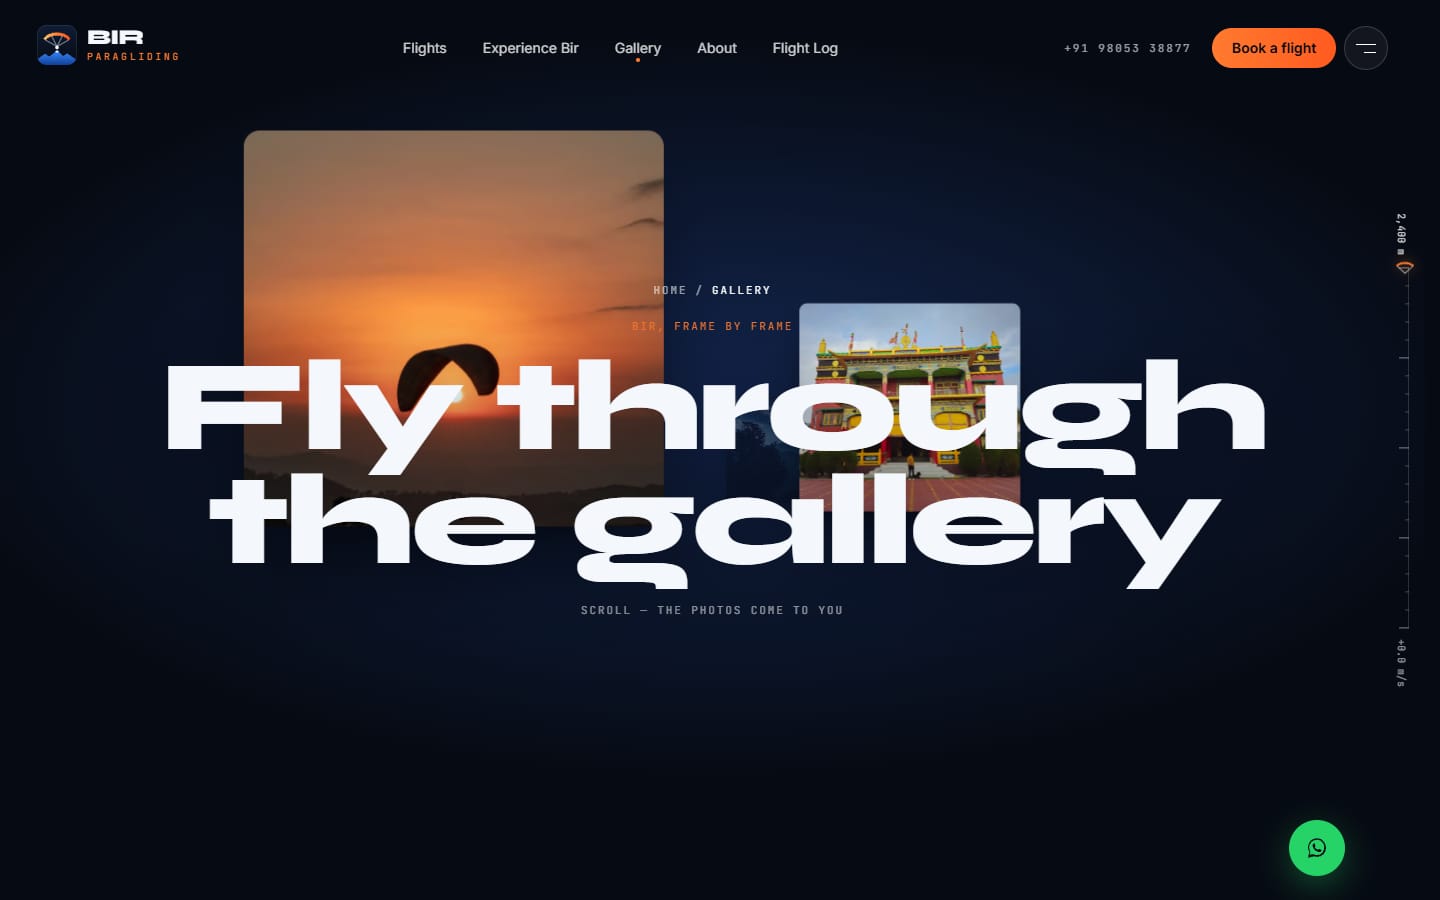 BIR
PARAGLIDING
Flights
Experience Bir
Gallery
About
Flight Log
+91 98053 38877
Book a flight
HOME / GALLERY
BIR, FRAME BY FRAME
Fly through
the gallery
SCROLL — THE PHOTOS COME TO YOU
2,400 m
+0.0 m/s